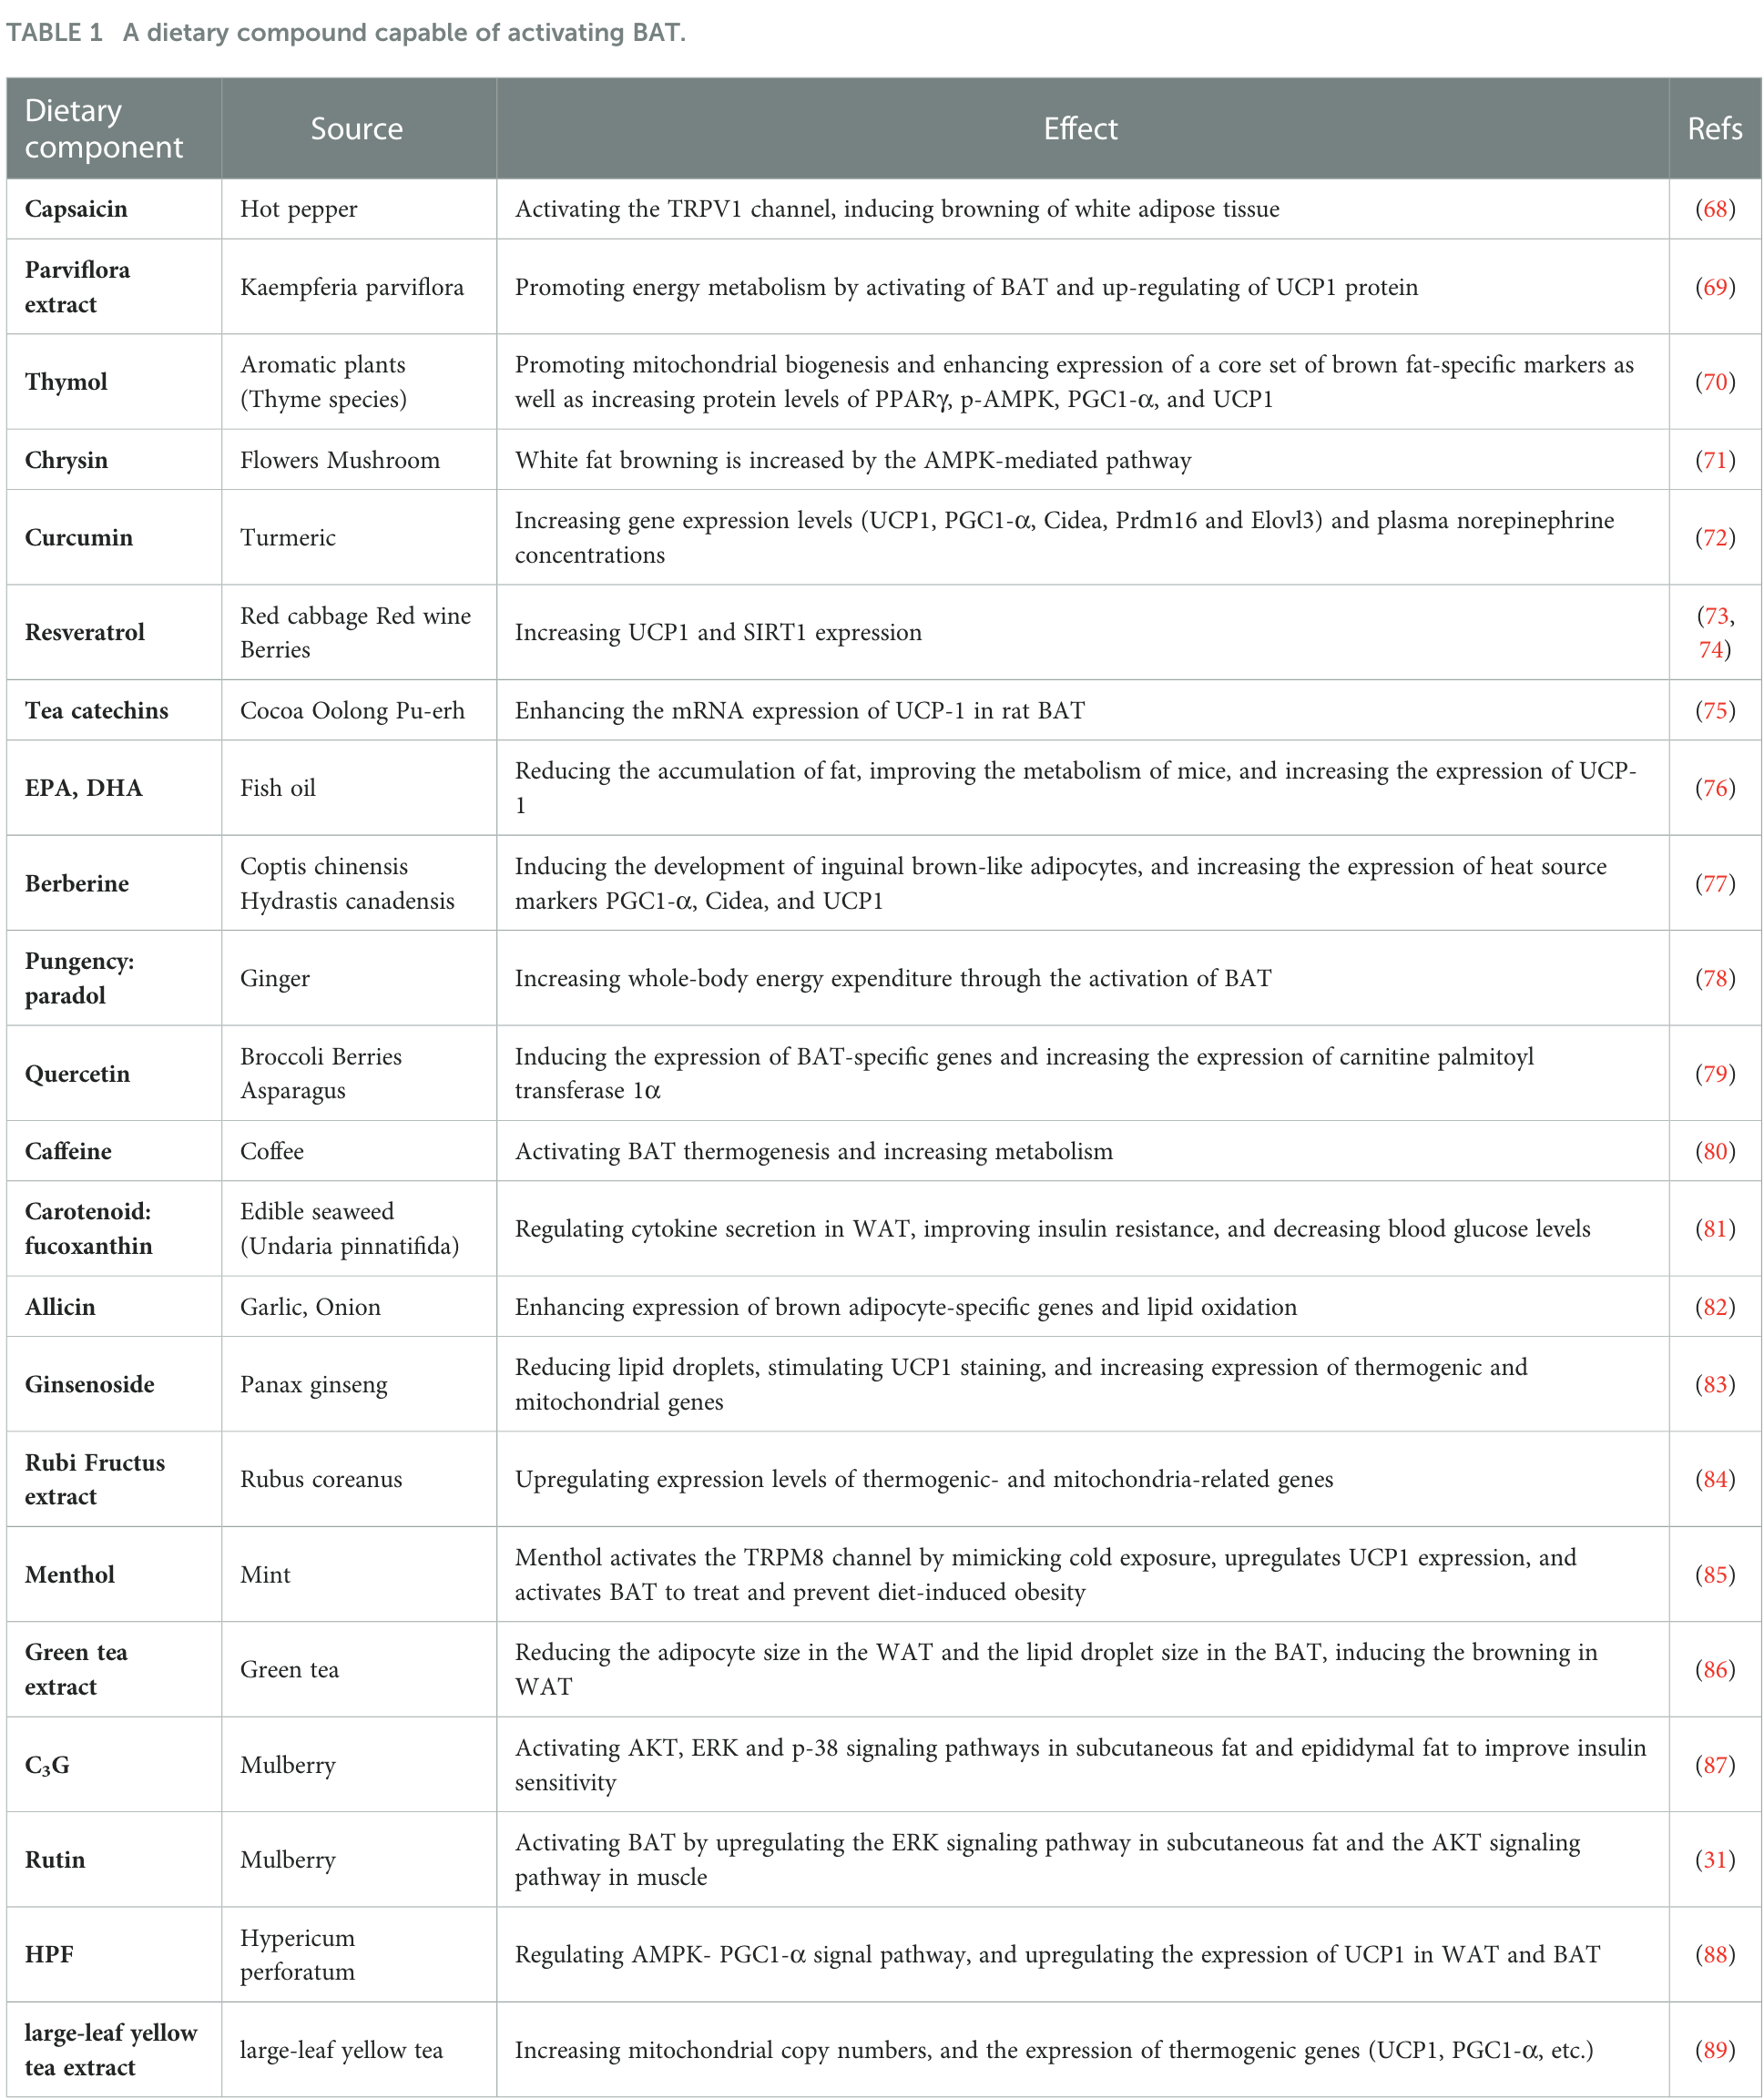 TABLE 1 A dietary compound capable of activating BAT.
Dietary
component
Source
Effect
Refs
Capsaicin
Hot pepper
Activating the TRPV1 channel, inducing browning of white adipose tissue
(68)
Parviflora
extract
Kaempferia parviflora
Promoting energy metabolism by activating of BAT and up-regulating of UCP1 protein
(69)
Thymol
Aromatic plants
(Thyme species)
Promoting mitochondrial biogenesis and enhancing expression of a core set of brown fat-specific markers as
well as increasing protein levels of PPARγ, p-AMPK, PGC1-α, and UCP1
(70)
Chrysin
Flowers Mushroom
White fat browning is increased by the AMPK-mediated pathway
(71)
Curcumin
Turmeric
Increasing gene expression levels (UCP1, PGC1-α, Cidea, Prdm16 and Elovl3) and plasma norepinephrine
concentrations
(72)
Resveratrol
Red cabbage Red wine
Berries
Increasing UCP1 and SIRT1 expression
(73,
74)
Tea catechins
Cocoa Oolong Pu-erh
Enhancing the mRNA expression of UCP-1 in rat BAT
(75)
EPA, DHA
Fish oil
Reducing the accumulation of fat, improving the metabolism of mice, and increasing the expression of UCP-
1
(76)
Berberine
Coptis chinensis
Hydrastis canadensis
Inducing the development of inguinal brown-like adipocytes, and increasing the expression of heat source
markers PGC1-α, Cidea, and UCP1
(77)
Pungency:
paradol
Ginger
Increasing whole-body energy expenditure through the activation of BAT
(78)
Quercetin
Broccoli Berries
Asparagus
Inducing the expression of BAT-specific genes and increasing the expression of carnitine palmitoyl
transferase 1α
(79)
Caffeine
Coffee
Activating BAT thermogenesis and increasing metabolism
(80)
Carotenoid:
fucoxanthin
Edible seaweed
(Undaria pinnatifida)
Regulating cytokine secretion in WAT, improving insulin resistance, and decreasing blood glucose levels
(81)
Allicin
Garlic, Onion
Enhancing expression of brown adipocyte-specific genes and lipid oxidation
(82)
Ginsenoside
Panax ginseng
Reducing lipid droplets, stimulating UCP1 staining, and increasing expression of thermogenic and
mitochondrial genes
(83)
Rubi Fructus
extract
Rubus coreanus
Upregulating expression levels of thermogenic- and mitochondria-related genes
(84)
Menthol
Mint
Menthol activates the TRPM8 channel by mimicking cold exposure, upregulates UCP1 expression, and
activates BAT to treat and prevent diet-induced obesity
(85)
Green tea
extract
Green tea
Reducing the adipocyte size in the WAT and the lipid droplet size in the BAT, inducing the browning in
WAT
(86)
C₃G
Mulberry
Activating AKT, ERK and p-38 signaling pathways in subcutaneous fat and epididymal fat to improve insulin
sensitivity
(87)
Rutin
Mulberry
Activating BAT by upregulating the ERK signaling pathway in subcutaneous fat and the AKT signaling
pathway in muscle
(31)
HPF
Hypericum
perforatum
Regulating AMPK- PGC1-α signal pathway, and upregulating the expression of UCP1 in WAT and BAT
(88)
large-leaf yellow
tea extract
large-leaf yellow tea
Increasing mitochondrial copy numbers, and the expression of thermogenic genes (UCP1, PGC1-α, etc.)
(89)